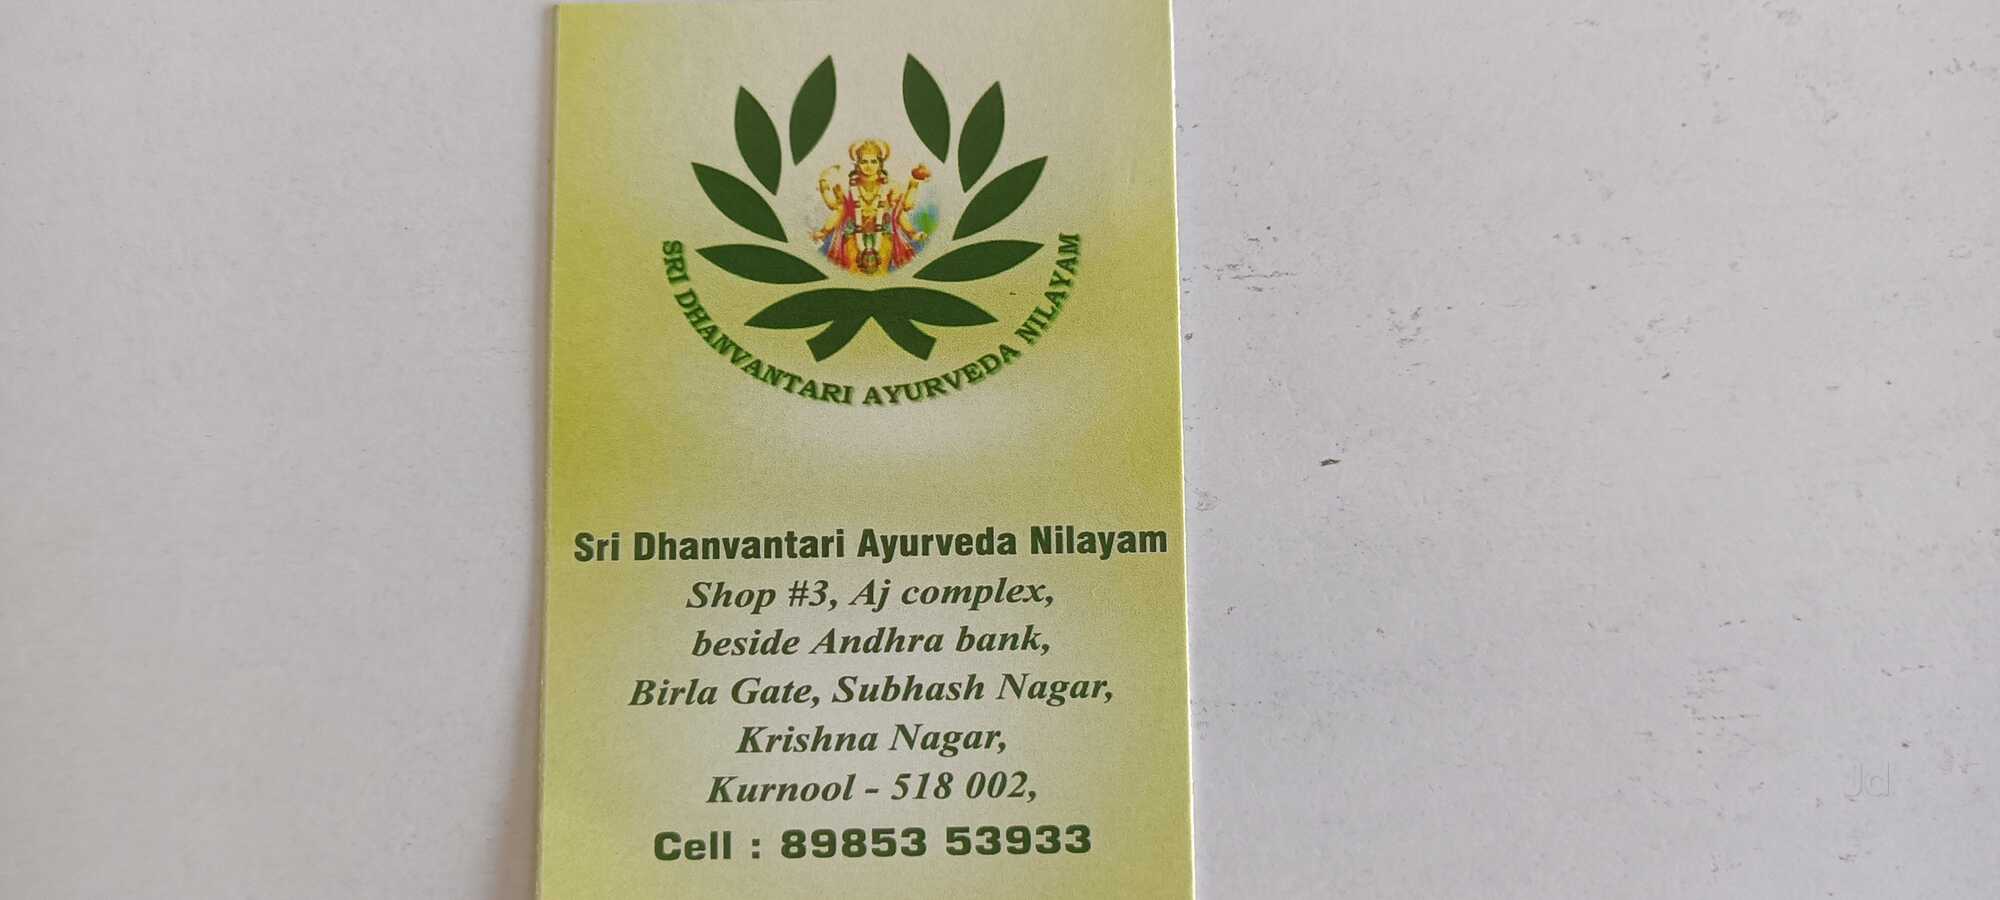 SRI DHANVANTARI AYURVEDA NILAYAM
Sri Dhanvantari Ayurveda Nilayam
Shop #3, Aj complex,
beside Andhra bank,
Birla Gate, Subhash Nagar,
Krishna Nagar,
Kurnool - 518 002,
Cell : 89853 53933
Jd